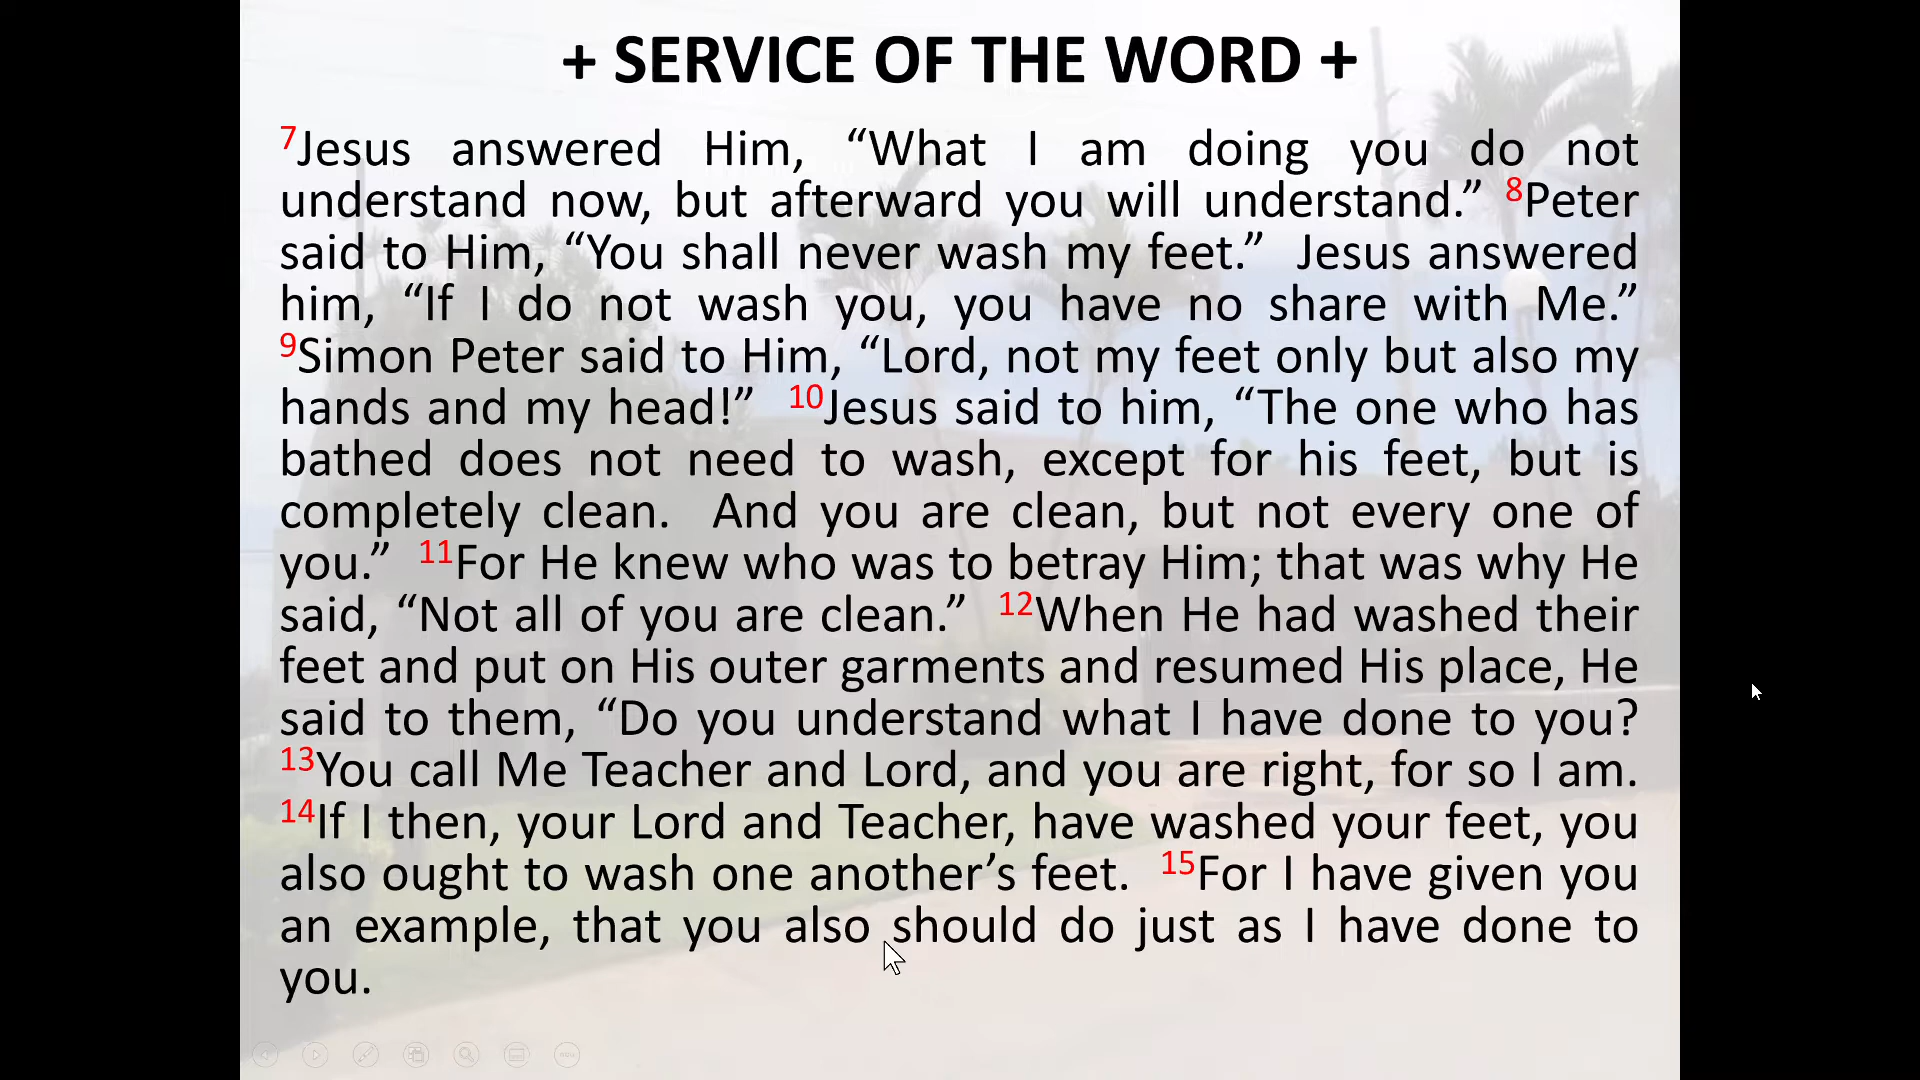 + SERVICE OF THE WORD +
7Jesus answered Him, “What I am doing you do not
understand now, but afterward you will understand.” 8Peter
said to Him, “You shall never wash my feet.” Jesus answered
him, “If I do not wash you, you have no share with Me.”
9Simon Peter said to Him, “Lord, not my feet only but also my
hands and my head!” 10Jesus said to him, “The one who has
bathed does not need to wash, except for his feet, but is
completely clean. And you are clean, but not every one of
you.” 11For He knew who was to betray Him; that was why He
said, “Not all of you are clean.” 12When He had washed their
feet and put on His outer garments and resumed His place, He
said to them, “Do you understand what I have done to you?
13You call Me Teacher and Lord, and you are right, for so I am.
14If I then, your Lord and Teacher, have washed your feet, you
also ought to wash one another’s feet. 15For I have given you
an example, that you also should do just as I have done to
you.